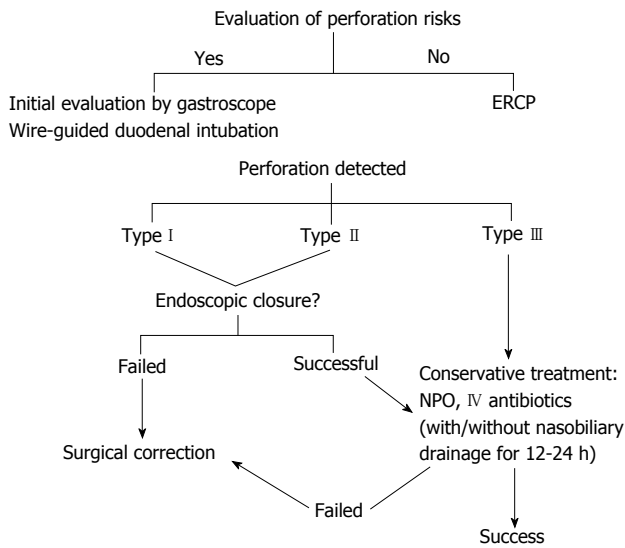 Evaluation of perforation risks
Yes
No
Initial evaluation by gastroscope
Wire-guided duodenal intubation
ERCP
Perforation detected
Type Ⅰ
Type Ⅱ
Type Ⅲ
Endoscopic closure?
Failed
Successful
Conservative treatment:
NPO, Ⅳ antibiotics
(with/without nasobiliary
drainage for 12-24 h)
Surgical correction
Failed
Success